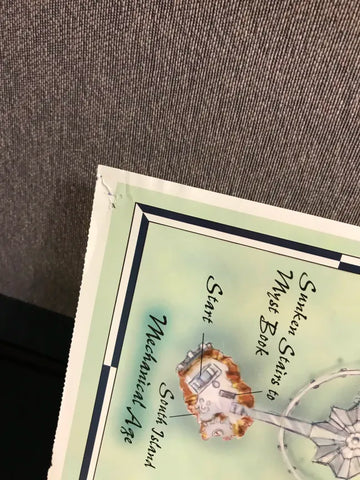 Sunken Stairs to
Myst Book
Start
South Island
Mechanical Age